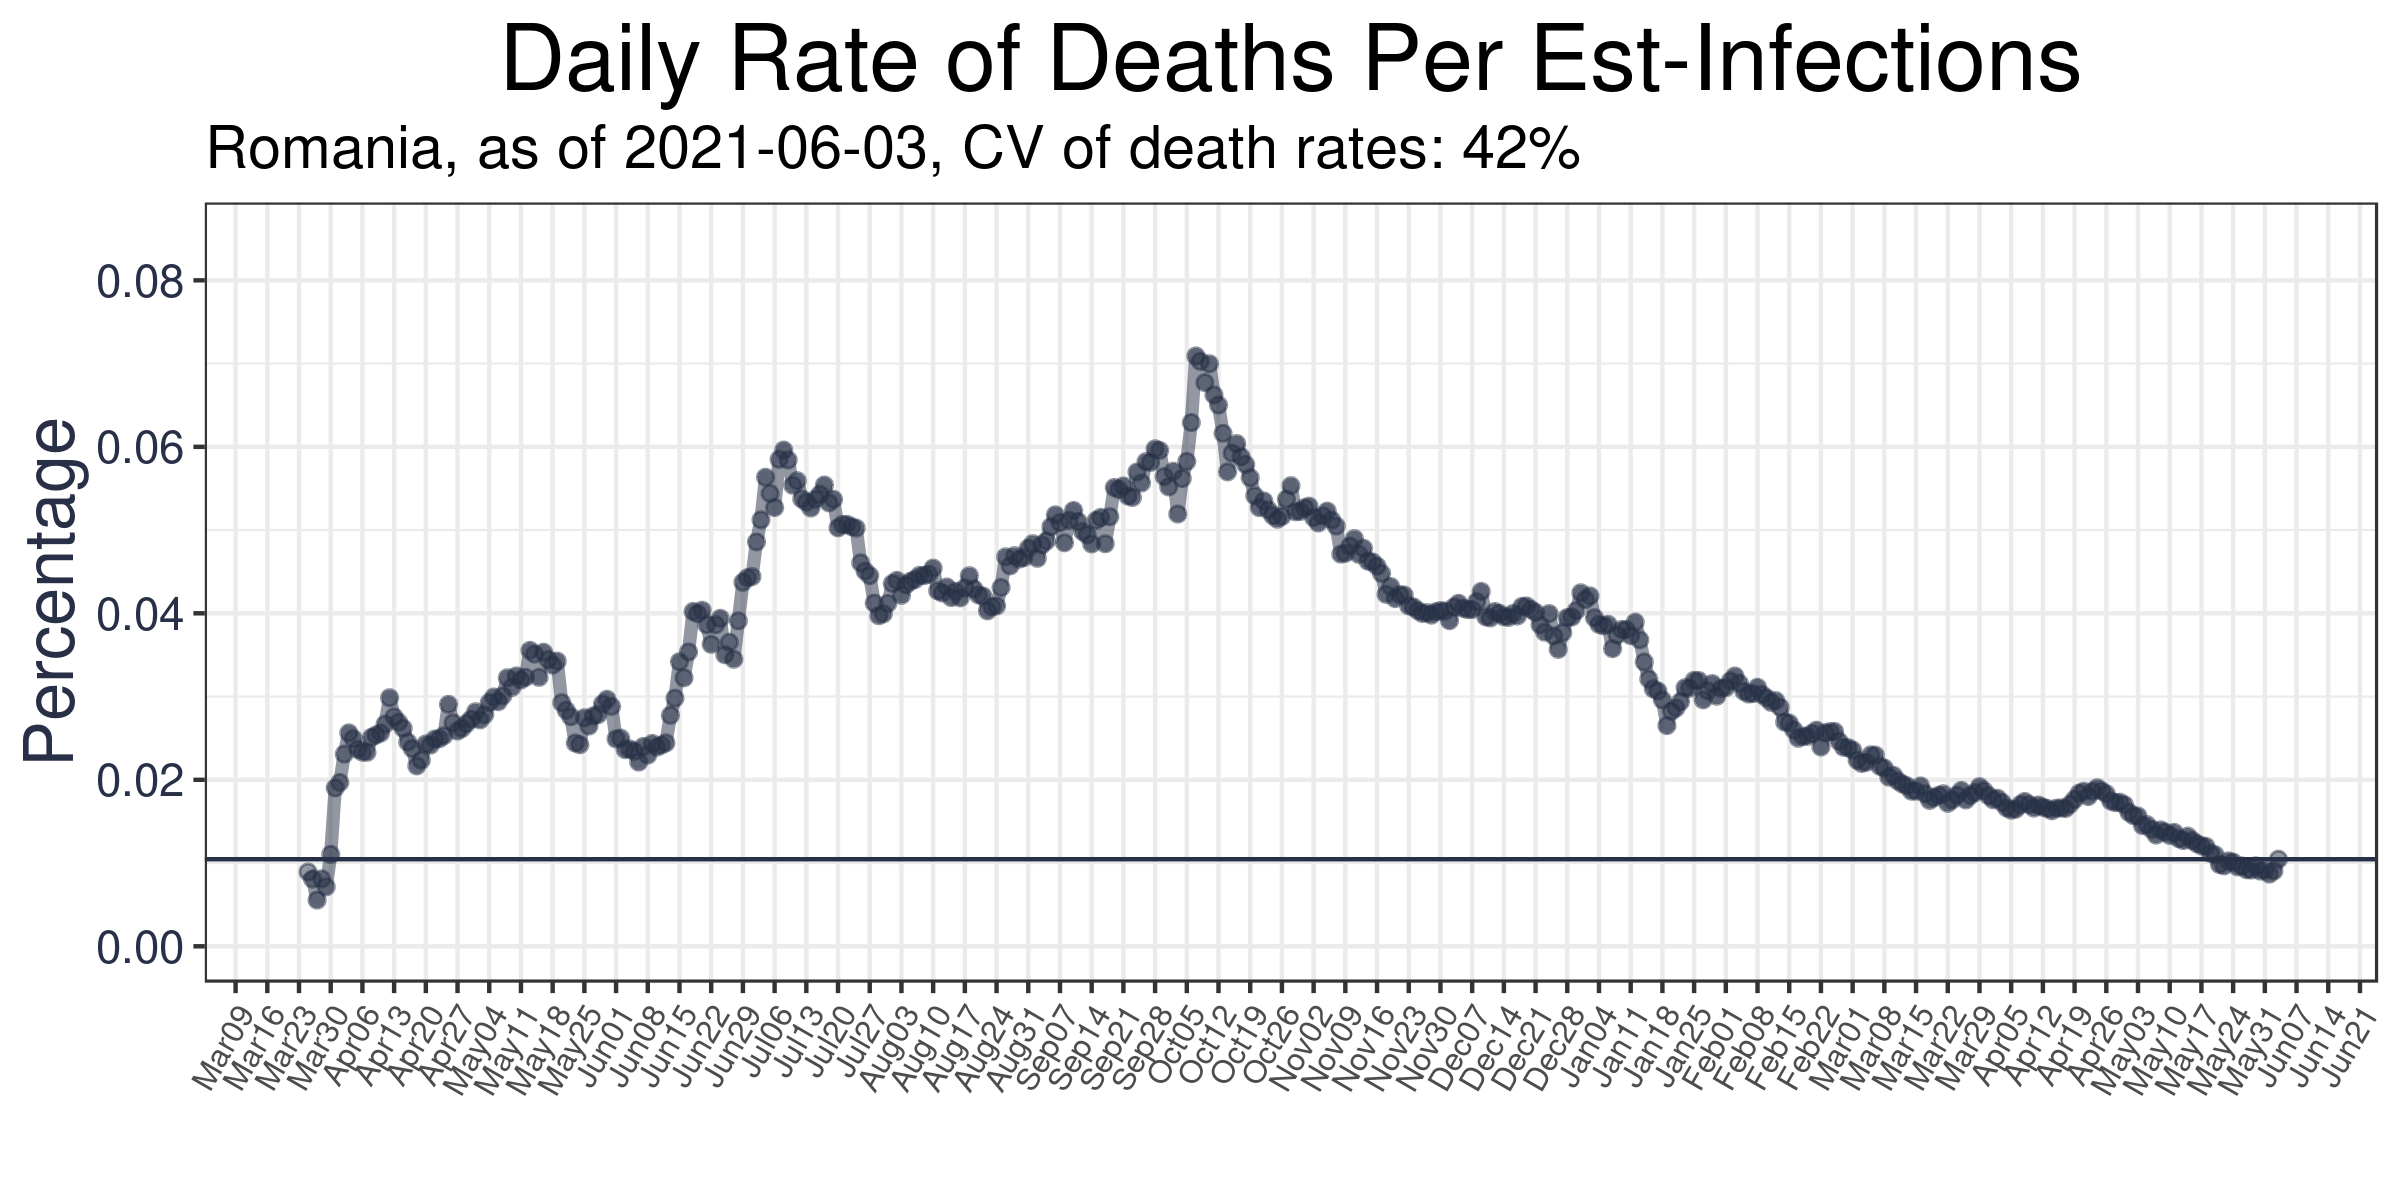 Daily Rate of Deaths Per Est-Infections
Romania, as of 2021-06-03, CV of death rates: 42%
Percentage
0.08
0.06
0.04
0.02
0.00
Mar09
Mar16
Mar23
Mar30
Apr06
Apr13
Apr20
Apr27
May04
May11
May18
May25
Jun01
Jun08
Jun15
Jun22
Jun29
Jul06
Jul13
Jul20
Jul27
Aug03
Aug10
Aug17
Aug24
Aug31
Sep07
Sep14
Sep21
Sep28
Oct05
Oct12
Oct19
Oct26
Nov02
Nov09
Nov16
Nov23
Nov30
Dec07
Dec14
Dec21
Dec28
Jan04
Jan11
Jan18
Jan25
Feb01
Feb08
Feb15
Feb22
Mar01
Mar08
Mar15
Mar22
Mar29
Apr05
Apr12
Apr19
Apr26
May03
May10
May17
May24
May31
Jun07
Jun14
Jun21